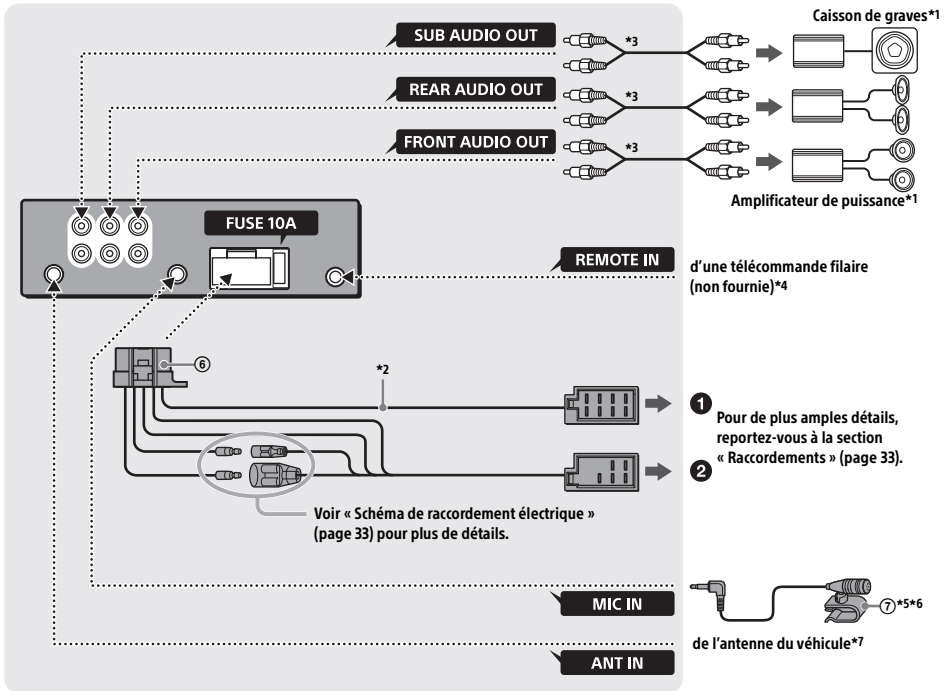 Caisson de graves*1
SUB AUDIO OUT
*3
REAR AUDIO OUT
*3
FRONT AUDIO OUT
*3
Amplificateur de puissance*1
FUSE 10A
REMOTE IN
d'une télécommande filaire
(non fournie)*4
⑥
*2
❶
Pour de plus amples détails,
reportez-vous à la section
« Raccordements » (page 33).
❷
Voir « Schéma de raccordement électrique »
(page 33) pour plus de détails.
MIC IN
⑦*5*6
de l'antenne du véhicule*7
ANT IN